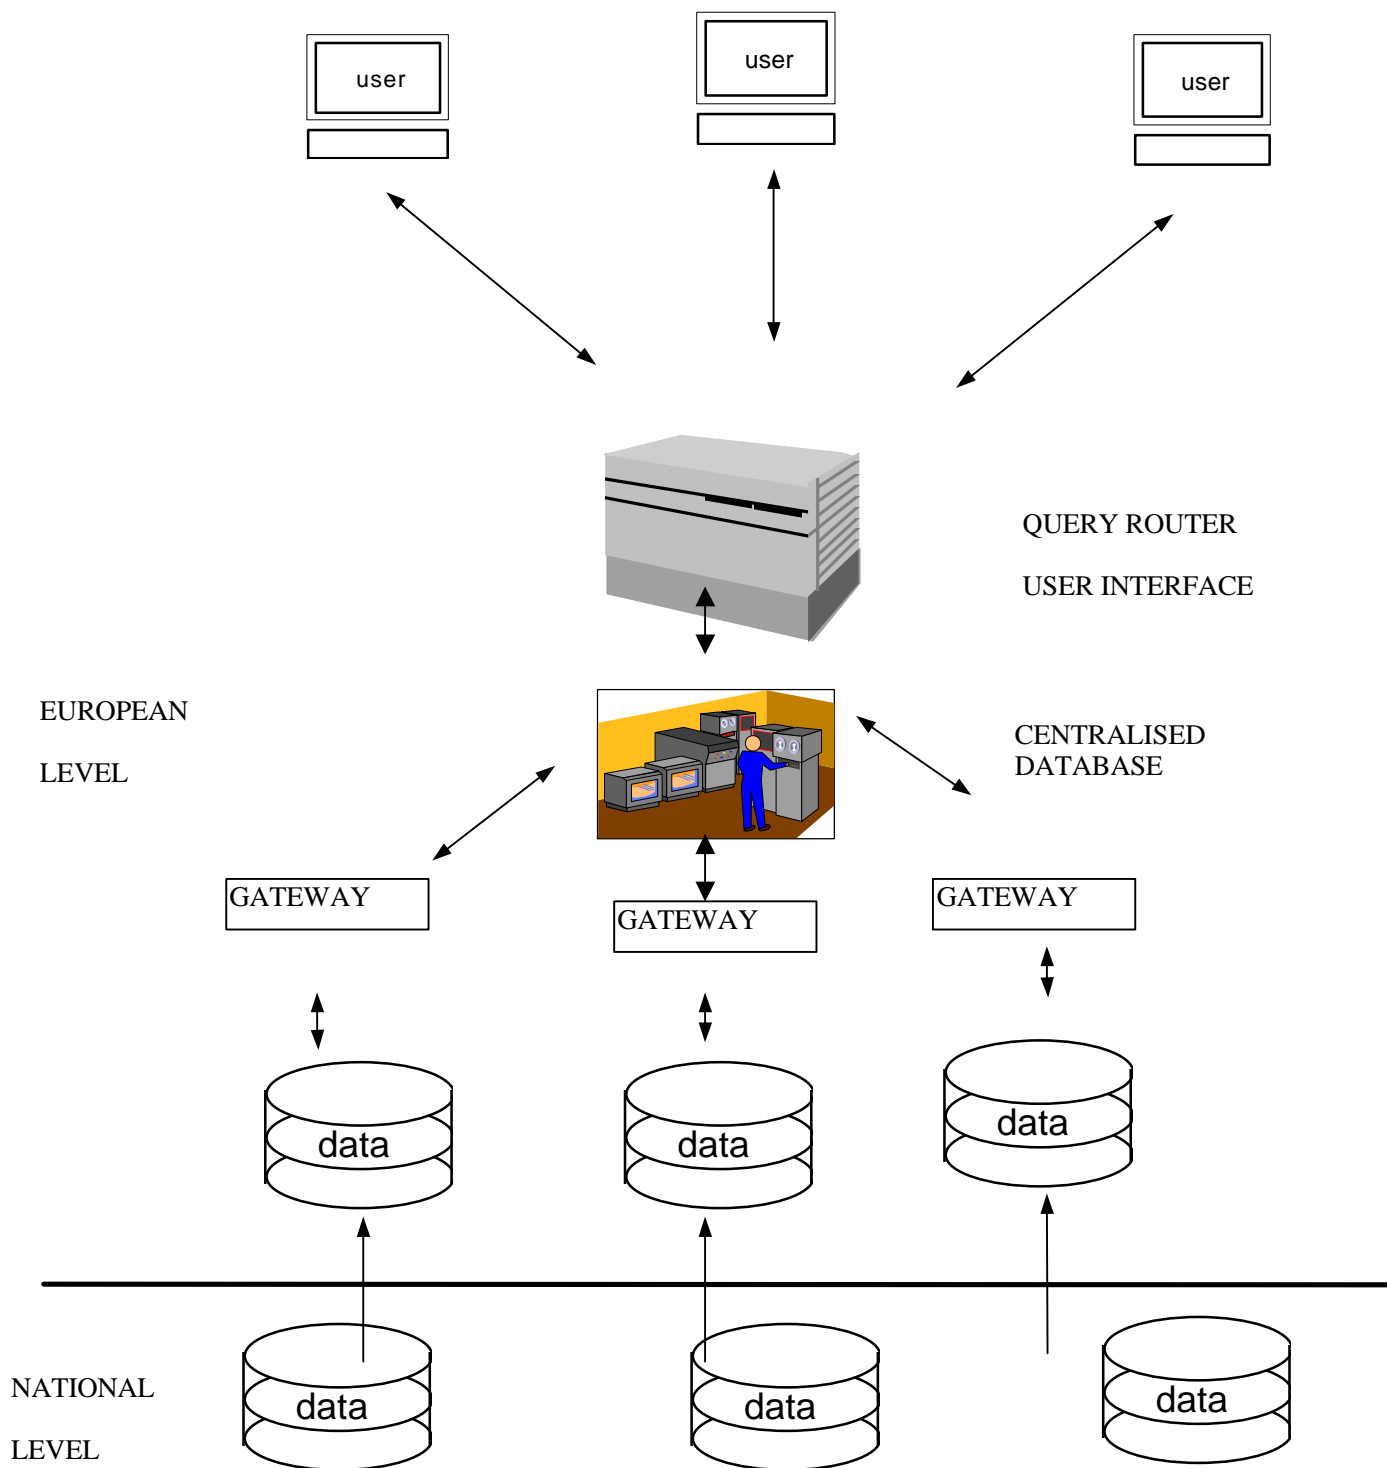 user
user
user
QUERY ROUTER
USER INTERFACE
EUROPEAN
LEVEL
CENTRALISED
DATABASE
GATEWAY
GATEWAY
GATEWAY
data
data
data
NATIONAL
LEVEL
data
data
data